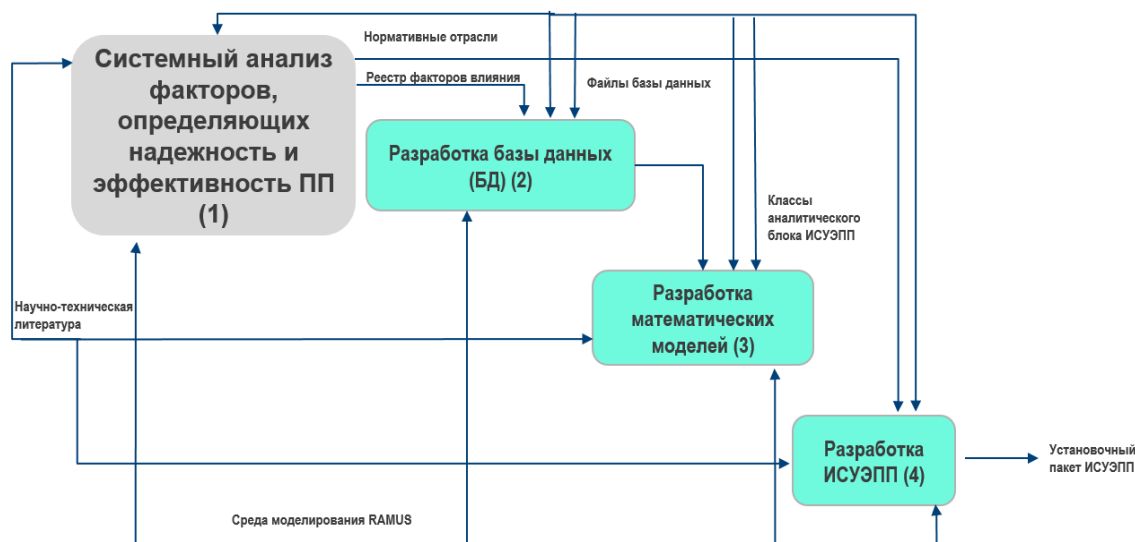 Системный анализ
факторов,
определяющих
надежность и
эффективность ПП
(1)
Нормативные отрасли
Реестр факторов влияния
Файлы базы данных
Разработка базы данных
(БД) (2)
Классы
аналитического
блока ИСУЭПП
Разработка
математических
моделей (3)
Научно-техническая
литература
Разработка
ИСУЭПП (4)
Установочный
пакет ИСУЭПП
Среда моделирования RAMUS